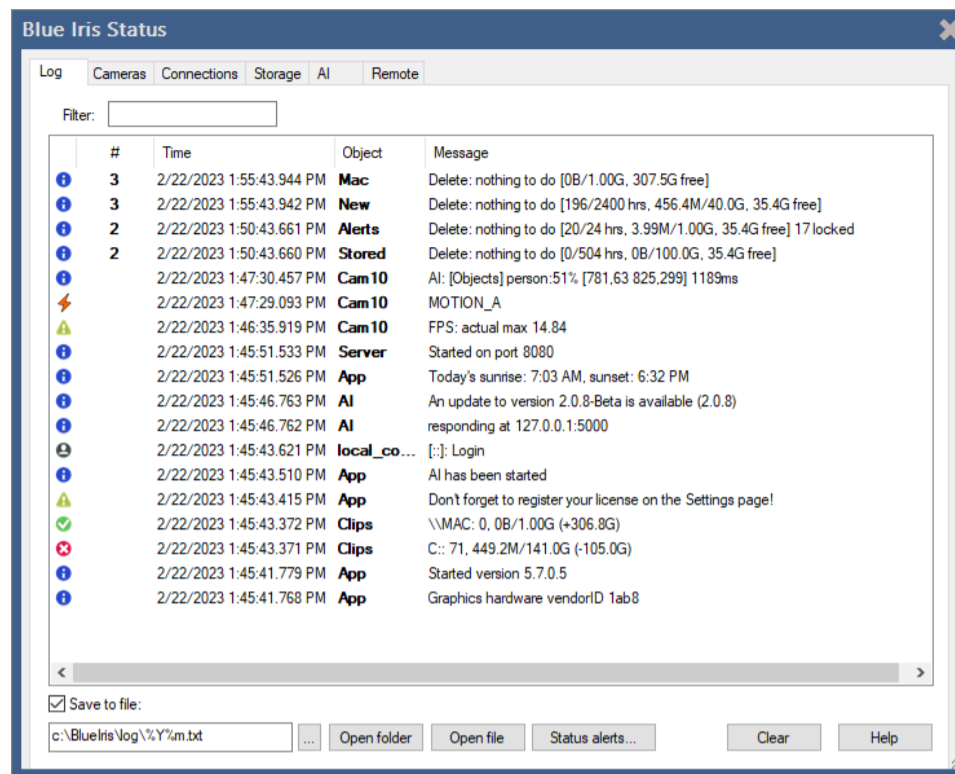 Blue Iris Status
Log Cameras Connections Storage AI Remote
Filter:
# Time Object Message
3 2/22/2023 1:55:43.944 PM Mac Delete: nothing to do [0B/1.00G, 307.5G free]
3 2/22/2023 1:55:43.942 PM New Delete: nothing to do [196/2400 hrs, 456.4M/40.0G, 35.4G free]
2 2/22/2023 1:50:43.661 PM Alerts Delete: nothing to do [20/24 hrs, 3.99M/1.00G, 35.4G free] 17 locked
2 2/22/2023 1:50:43.660 PM Stored Delete: nothing to do [0/504 hrs, 0B/100.0G, 35.4G free]
2/22/2023 1:47:30.457 PM Cam10 AI: [Objects] person:51% [781,63 825,299] 1189ms
2/22/2023 1:47:29.093 PM Cam10 MOTION_A
2/22/2023 1:46:35.919 PM Cam10 FPS: actual max 14.84
2/22/2023 1:45:51.533 PM Server Started on port 8080
2/22/2023 1:45:51.526 PM App Today's sunrise: 7:03 AM, sunset: 6:32 PM
2/22/2023 1:45:46.763 PM AI An update to version 2.0.8-Beta is available (2.0.8)
2/22/2023 1:45:46.762 PM AI responding at 127.0.0.1:5000
2/22/2023 1:45:43.621 PM local_co... [::]: Login
2/22/2023 1:45:43.510 PM App AI has been started
2/22/2023 1:45:43.415 PM App Don't forget to register your license on the Settings page!
2/22/2023 1:45:43.372 PM Clips \\MAC: 0, 0B/1.00G (+306.8G)
2/22/2023 1:45:43.371 PM Clips C:: 71, 449.2M/141.0G (-105.0G)
2/22/2023 1:45:41.779 PM App Started version 5.7.0.5
2/22/2023 1:45:41.768 PM App Graphics hardware vendorID 1ab8
Save to file:
c:\BlueIris\log\%Y%m.txt ... Open folder Open file Status alerts... Clear Help